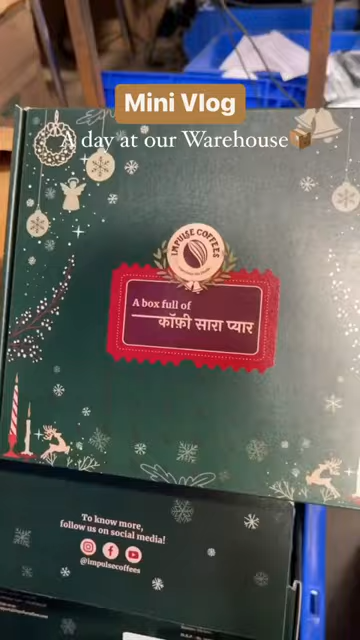 Mini Vlog
A day at our Warehouse 📦
IMPULSE COFFEES
A box full of
कॉफ़ी सारा प्यार
To know more,
follow us on social media!
@impulsecoffees